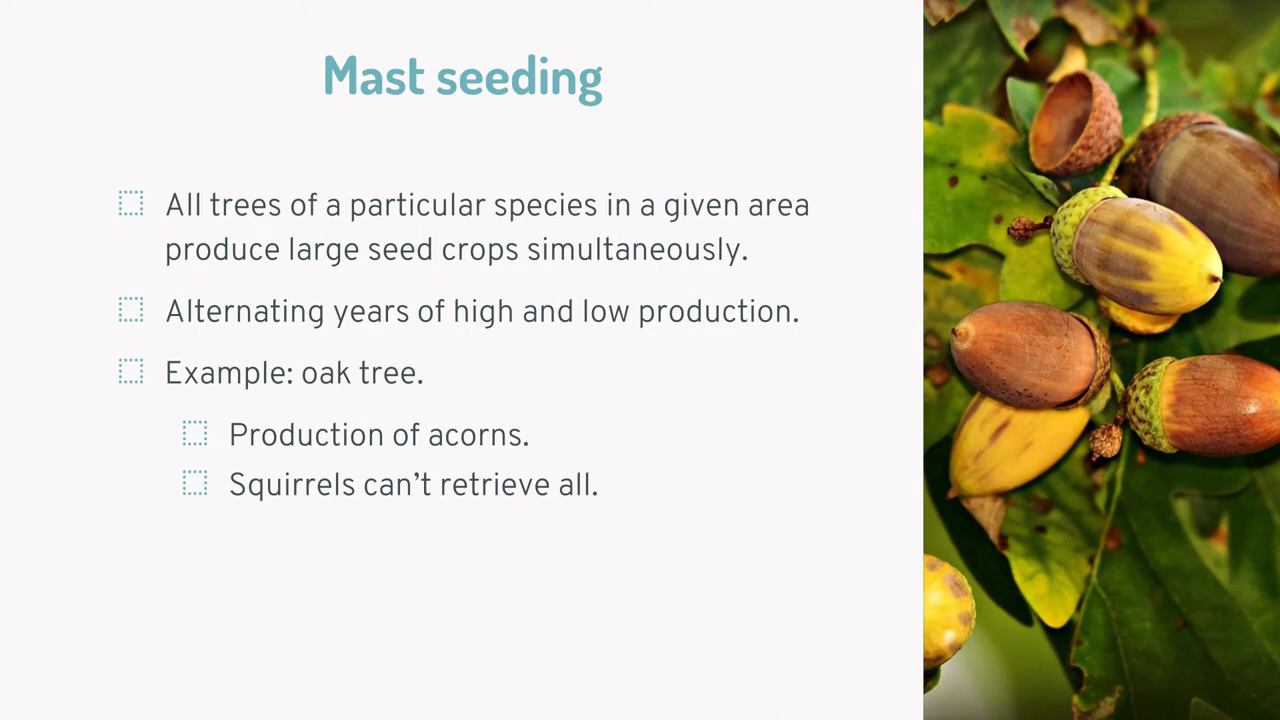 Mast seeding
All trees of a particular species in a given area
produce large seed crops simultaneously.
Alternating years of high and low production.
Example: oak tree.
Production of acorns.
Squirrels can’t retrieve all.